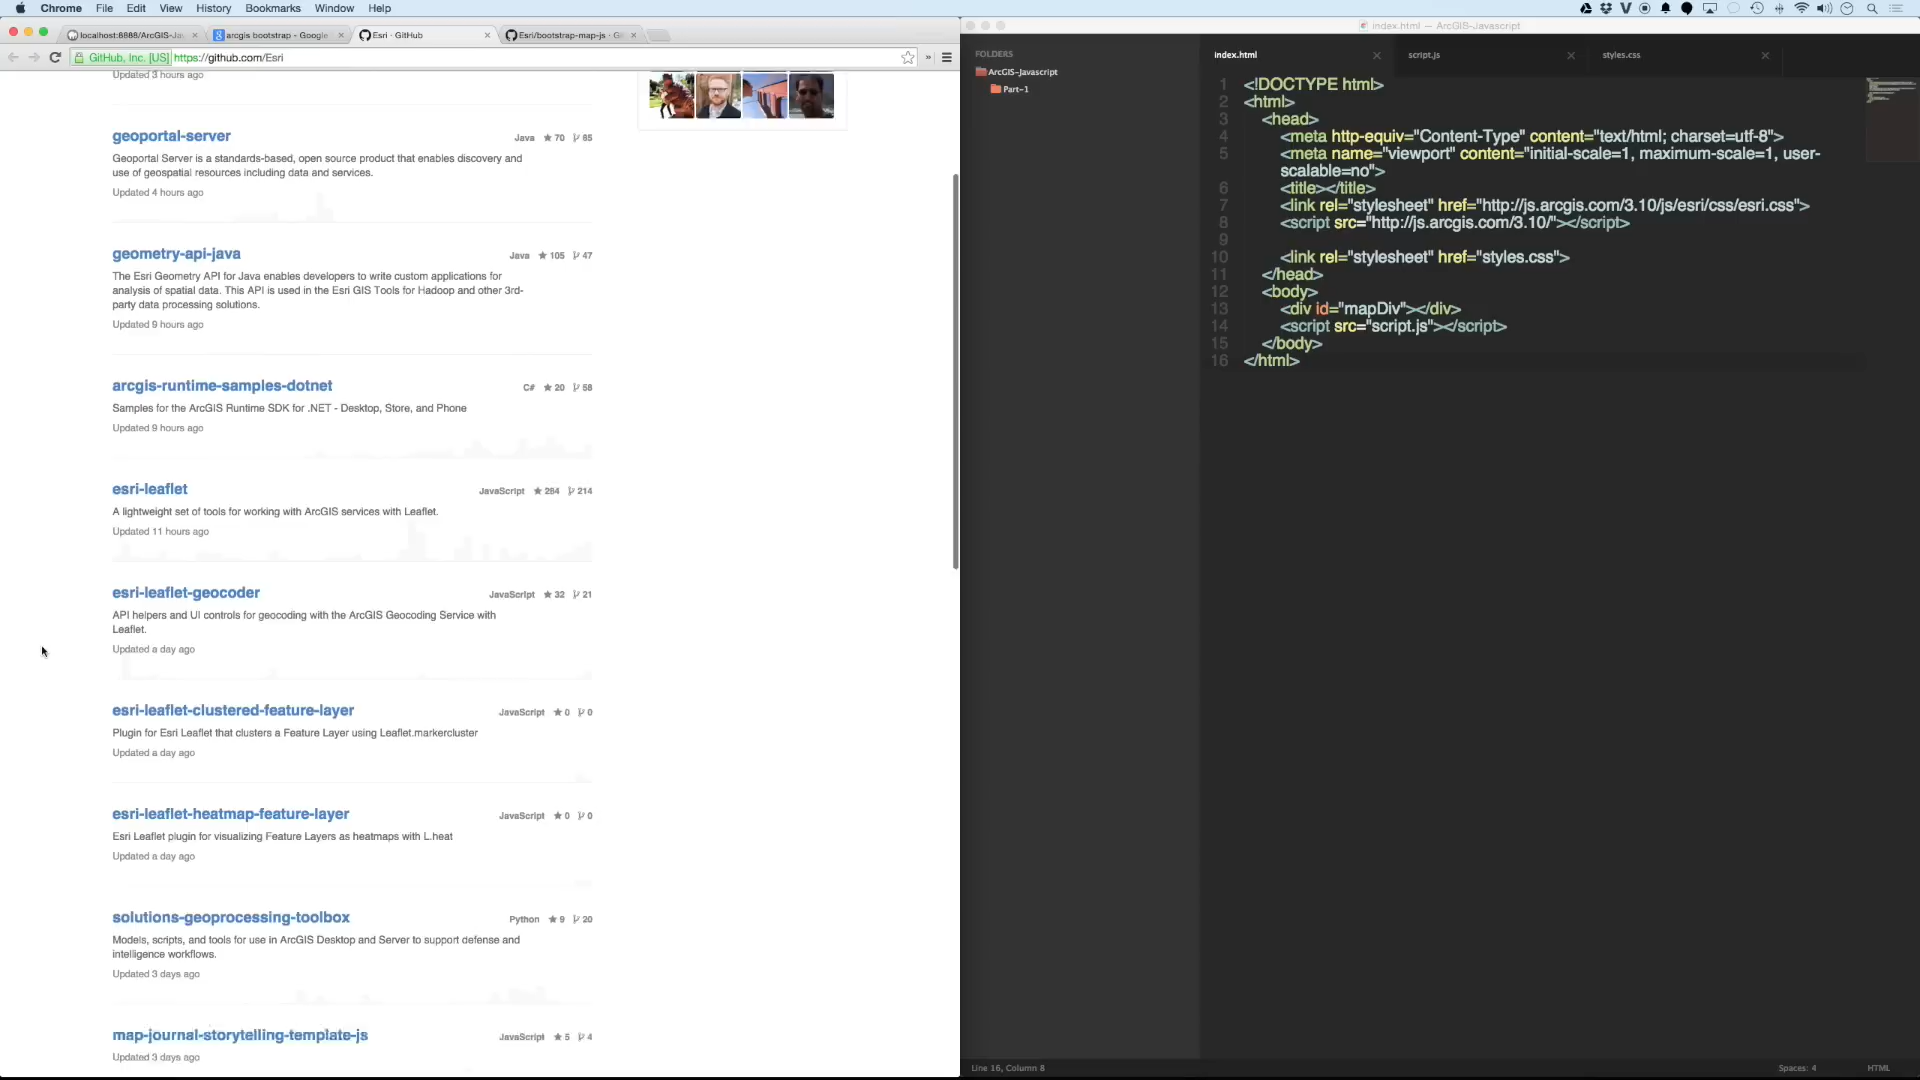 Chrome File Edit View History Bookmarks Window Help
localhost:8888/ArcGIS-Ja
arcgis bootstrap - Google
Esri · GitHub
Esri/bootstrap-map-js · Gi
GitHub, Inc. [US] https://github.com/Esri
Updated 3 hours ago
geoportal-server
Java 70 65
Geoportal Server is a standards-based, open source product that enables discovery and
use of geospatial resources including data and services.
Updated 4 hours ago
geometry-api-java
Java 105 47
The Esri Geometry API for Java enables developers to write custom applications for
analysis of spatial data. This API is used in the Esri GIS Tools for Hadoop and other 3rd-
party data processing solutions.
Updated 9 hours ago
arcgis-runtime-samples-dotnet
C# 20 58
Samples for the ArcGIS Runtime SDK for .NET - Desktop, Store, and Phone
Updated 9 hours ago
esri-leaflet
JavaScript 284 214
A lightweight set of tools for working with ArcGIS services with Leaflet.
Updated 11 hours ago
esri-leaflet-geocoder
JavaScript 32 21
API helpers and UI controls for geocoding with the ArcGIS Geocoding Service with
Leaflet.
Updated a day ago
esri-leaflet-clustered-feature-layer
JavaScript 0 0
Plugin for Esri Leaflet that clusters a Feature Layer using Leaflet.markercluster
Updated a day ago
esri-leaflet-heatmap-feature-layer
JavaScript 0 0
Esri Leaflet plugin for visualizing Feature Layers as heatmaps with L.heat
Updated a day ago
solutions-geoprocessing-toolbox
Python 9 20
Models, scripts, and tools for use in ArcGIS Desktop and Server to support defense and
intelligence workflows.
Updated 3 days ago
map-journal-storytelling-template-js
JavaScript 5 4
Updated 3 days ago
index.html — ArcGIS-Javascript
FOLDERS
ArcGIS-Javascript
Part-1
index.html script.js styles.css
1 <!DOCTYPE html>
2 <html>
3 <head>
4 <meta http-equiv="Content-Type" content="text/html; charset=utf-8">
5 <meta name="viewport" content="initial-scale=1, maximum-scale=1, user-
scalable=no">
6 <title></title>
7 <link rel="stylesheet" href="http://js.arcgis.com/3.10/js/esri/css/esri.css">
8 <script src="http://js.arcgis.com/3.10/"></script>
9
10 <link rel="stylesheet" href="styles.css">
11 </head>
12 <body>
13 <div id="mapDiv"></div>
14 <script src="script.js"></script>
15 </body>
16 </html>
Line 16, Column 8
Spaces: 4
HTML